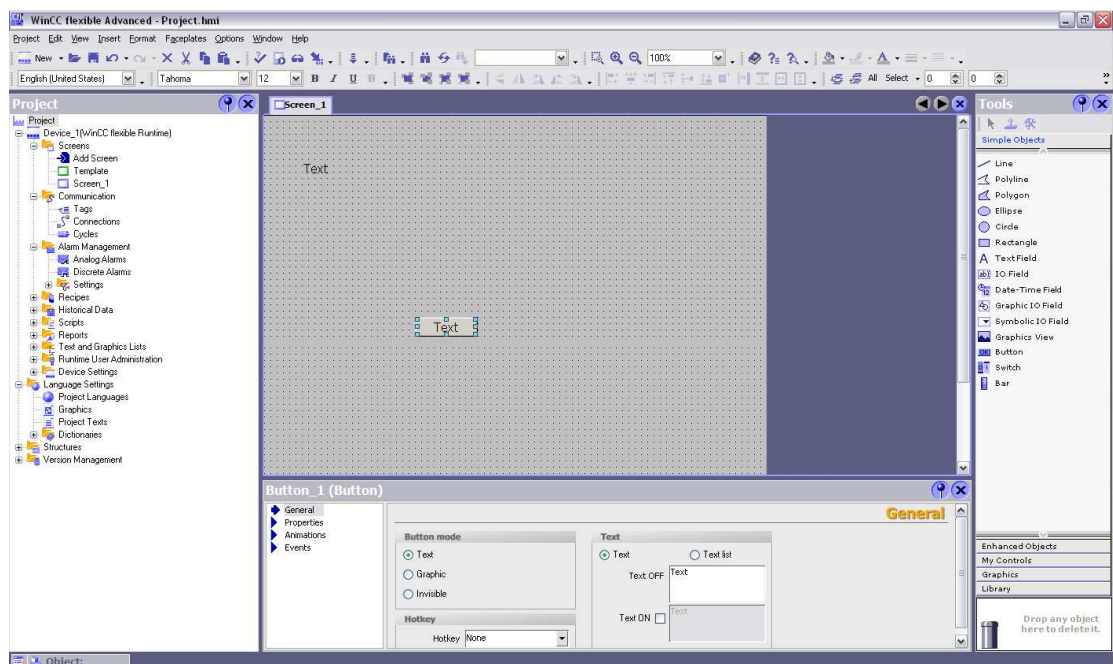 WinCC flexible Advanced - Project.hmi
Project Edit View Insert Format Faceplates Options Window Help
New 100%
English (United States) Tahoma 12 B I U All Select 0 0
Project
Project
Device_1(WinCC flexible Runtime)
Screens
Add Screen
Template
Screen_1
Communication
Tags
Connections
Cycles
Alarm Management
Analog Alarms
Discrete Alarms
Settings
Recipes
Historical Data
Scripts
Reports
Text and Graphics Lists
Runtime User Administration
Device Settings
Language Settings
Project Languages
Graphics
Project Texts
Dictionaries
Structures
Version Management
Screen_1
Text
Text
Button_1 (Button)
General
Properties
Animations
Events
General
Button mode
Text
Graphic
Invisible
Hotkey
Hotkey None
Text
Text Text list
Text OFF Text
Text ON Text
Tools
Simple Objects
Line
Polyline
Polygon
Ellipse
Circle
Rectangle
A TextField
IO Field
Date-Time Field
Graphic IO Field
Symbolic IO Field
Graphics View
Button
Switch
Bar
Enhanced Objects
My Controls
Graphics
Library
Drop any object
here to delete it.
Object: